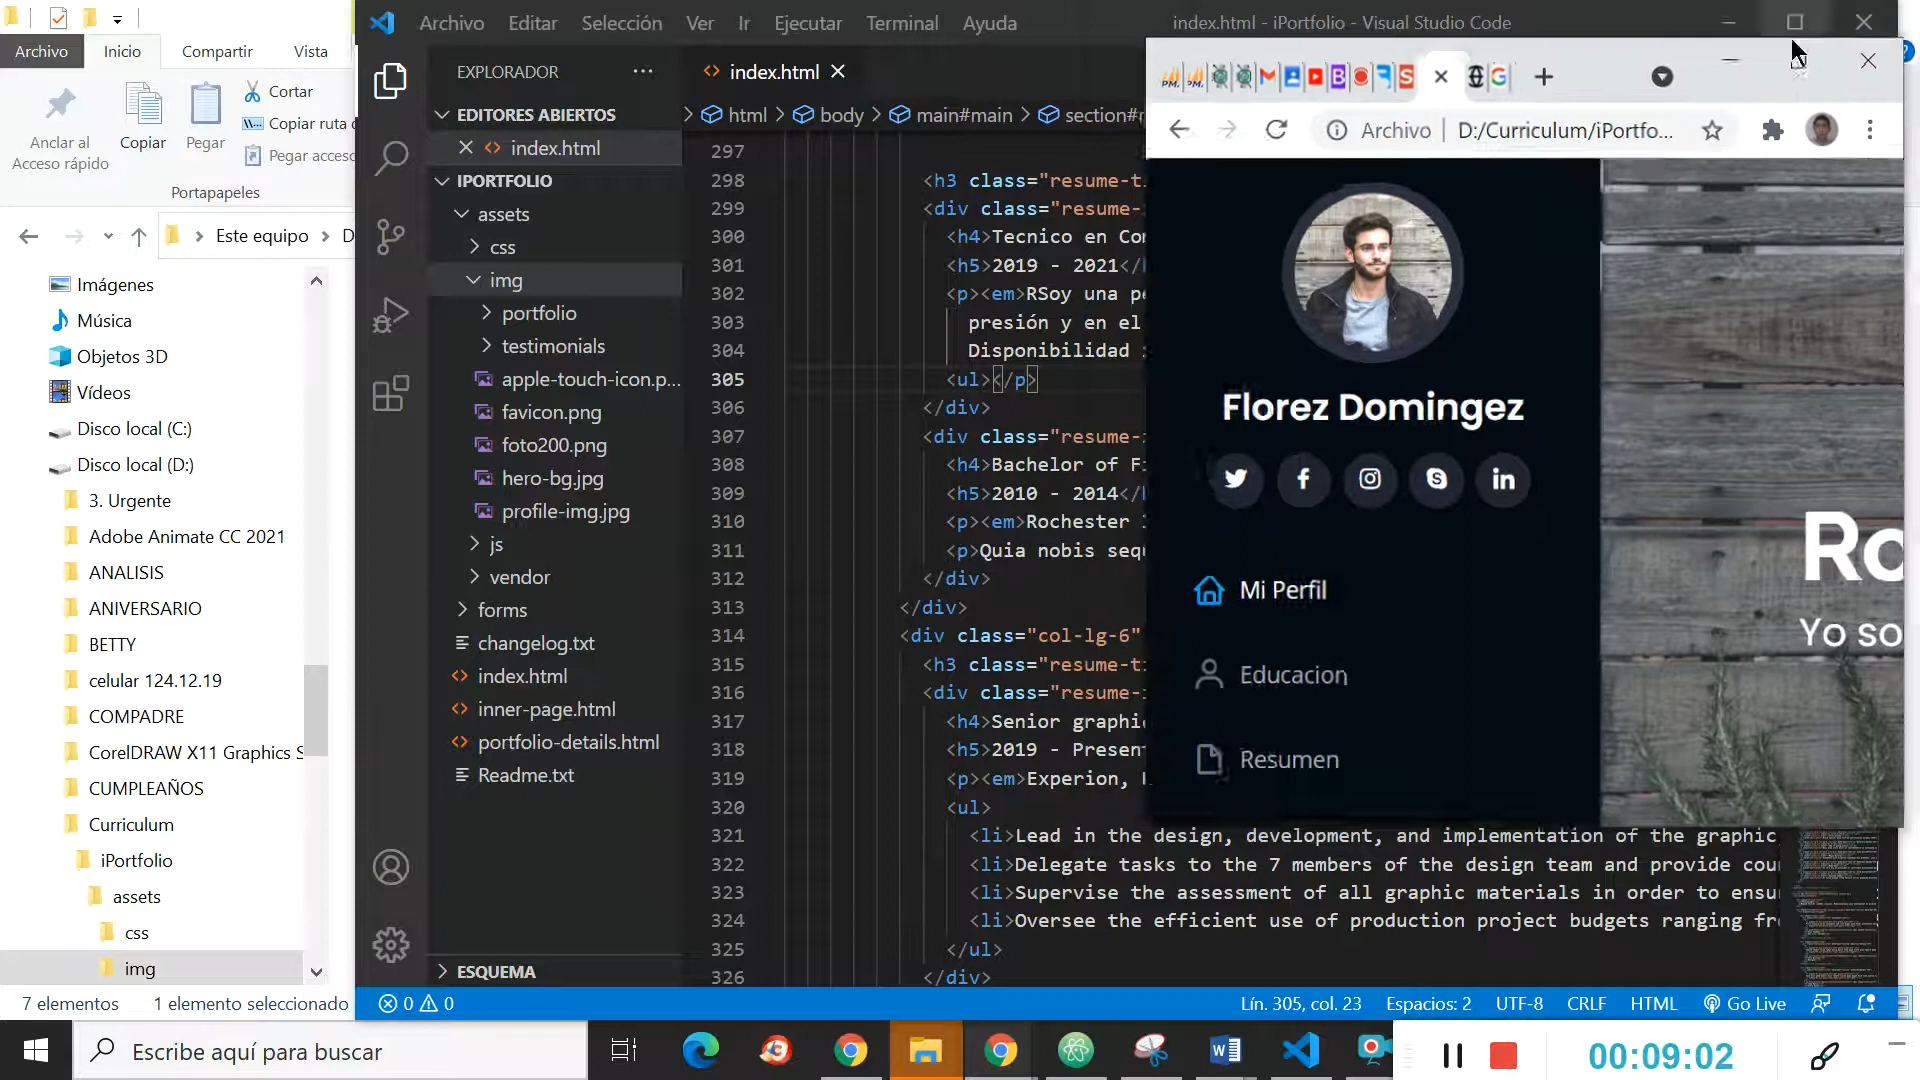 Archivo
Inicio
Compartir
Vista
Anclar al
Acceso rápido
Copiar
Pegar
Cortar
Copiar ruta
Pegar acceso
Portapapeles
Este equipo
D
Imágenes
Música
Objetos 3D
Vídeos
Disco local (C:)
Disco local (D:)
3. Urgente
Adobe Animate CC 2021
ANALISIS
ANIVERSARIO
BETTY
celular 124.12.19
COMPADRE
CorelDRAW X11 Graphics S
CUMPLEAÑOS
Curriculum
iPortfolio
assets
css
img
7 elementos
1 elemento seleccionado
Archivo Editar Selección Ver Ir Ejecutar Terminal Ayuda
index.html - iPortfolio - Visual Studio Code
EXPLORADOR
EDITORES ABIERTOS
index.html
IPORTFOLIO
assets
css
img
portfolio
testimonials
apple-touch-icon.p...
favicon.png
foto200.png
hero-bg.jpg
profile-img.jpg
js
vendor
forms
changelog.txt
index.html
inner-page.html
portfolio-details.html
Readme.txt
ESQUEMA
index.html
html > body > main#main > section#r
297
298 <h3 class="resume-ti
299 <div class="resume-i
300 <h4>Tecnico en Con
301 <h5>2019 - 2021</h
302 <p><em>RSoy una pe
303 presión y en el
304 Disponibilidad
305 <ul></p>
306 </div>
307 <div class="resume-i
308 <h4>Bachelor of Fi
309 <h5>2010 - 2014</h
310 <p><em>Rochester
311 <p>Quia nobis sequ
312 </div>
313 </div>
314 <div class="col-lg-6"
315 <h3 class="resume-ti
316 <div class="resume-i
317 <h4>Senior graphic
318 <h5>2019 - Present
319 <p><em>Experion,
320 <ul>
321 <li>Lead in the design, development, and implementation of the graphic,
322 <li>Delegate tasks to the 7 members of the design team and provide cou
323 <li>Supervise the assessment of all graphic materials in order to ensu
324 <li>Oversee the efficient use of production project budgets ranging fr
325 </ul>
326 </div>
Archivo | D:/Curriculum/iPortfo...
Florez Domingez
Mi Perfil
Educacion
Resumen
Ro
Yo so
0 0
Lín. 305, col. 23 Espacios: 2 UTF-8 CRLF HTML Go Live
Escribe aquí para buscar
00:09:02